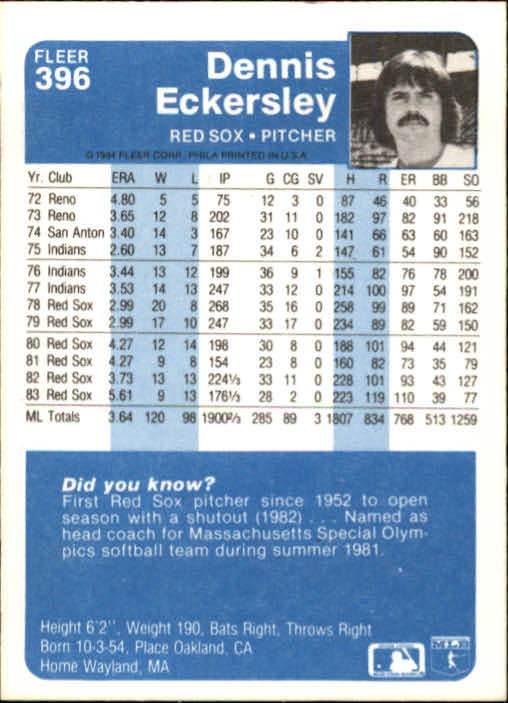 FLEER
396
Dennis
Eckersley
RED SOX • PITCHER
© 1984 FLEER CORP. PHILA PRINTED IN U.S.A.
Yr. Club ERA W L IP G CG SV H R ER BB SO
72 Reno 4.80 5 5 75 12 3 0 87 46 40 33 56
73 Reno 3.65 12 8 202 31 11 0 182 97 82 91 218
74 San Anton 3.40 14 3 167 23 10 0 141 66 63 60 163
75 Indians 2.60 13 7 187 34 6 2 147 61 54 90 152
76 Indians 3.44 13 12 199 36 9 1 155 82 76 78 200
77 Indians 3.53 14 13 247 33 12 0 214 100 97 54 191
78 Red Sox 2.99 20 8 268 35 16 0 258 99 89 71 162
79 Red Sox 2.99 17 10 247 33 17 0 234 89 82 59 150
80 Red Sox 4.27 12 14 198 30 8 0 188 101 94 44 121
81 Red Sox 4.27 9 8 154 23 8 0 160 82 73 35 79
82 Red Sox 3.73 13 13 224⅓ 33 11 0 228 101 93 43 127
83 Red Sox 5.61 9 13 176⅓ 28 2 0 223 119 110 39 77
ML Totals 3.64 120 98 1900⅔ 285 89 3 1807 834 768 513 1259
Did you know?
First Red Sox pitcher since 1952 to open
season with a shutout (1982) . . . Named as
head coach for Massachusetts Special Olym-
pics softball team during summer 1981.
Height 6'2", Weight 190, Bats Right, Throws Right
Born 10-3-54, Place Oakland, CA
Home Wayland, MA